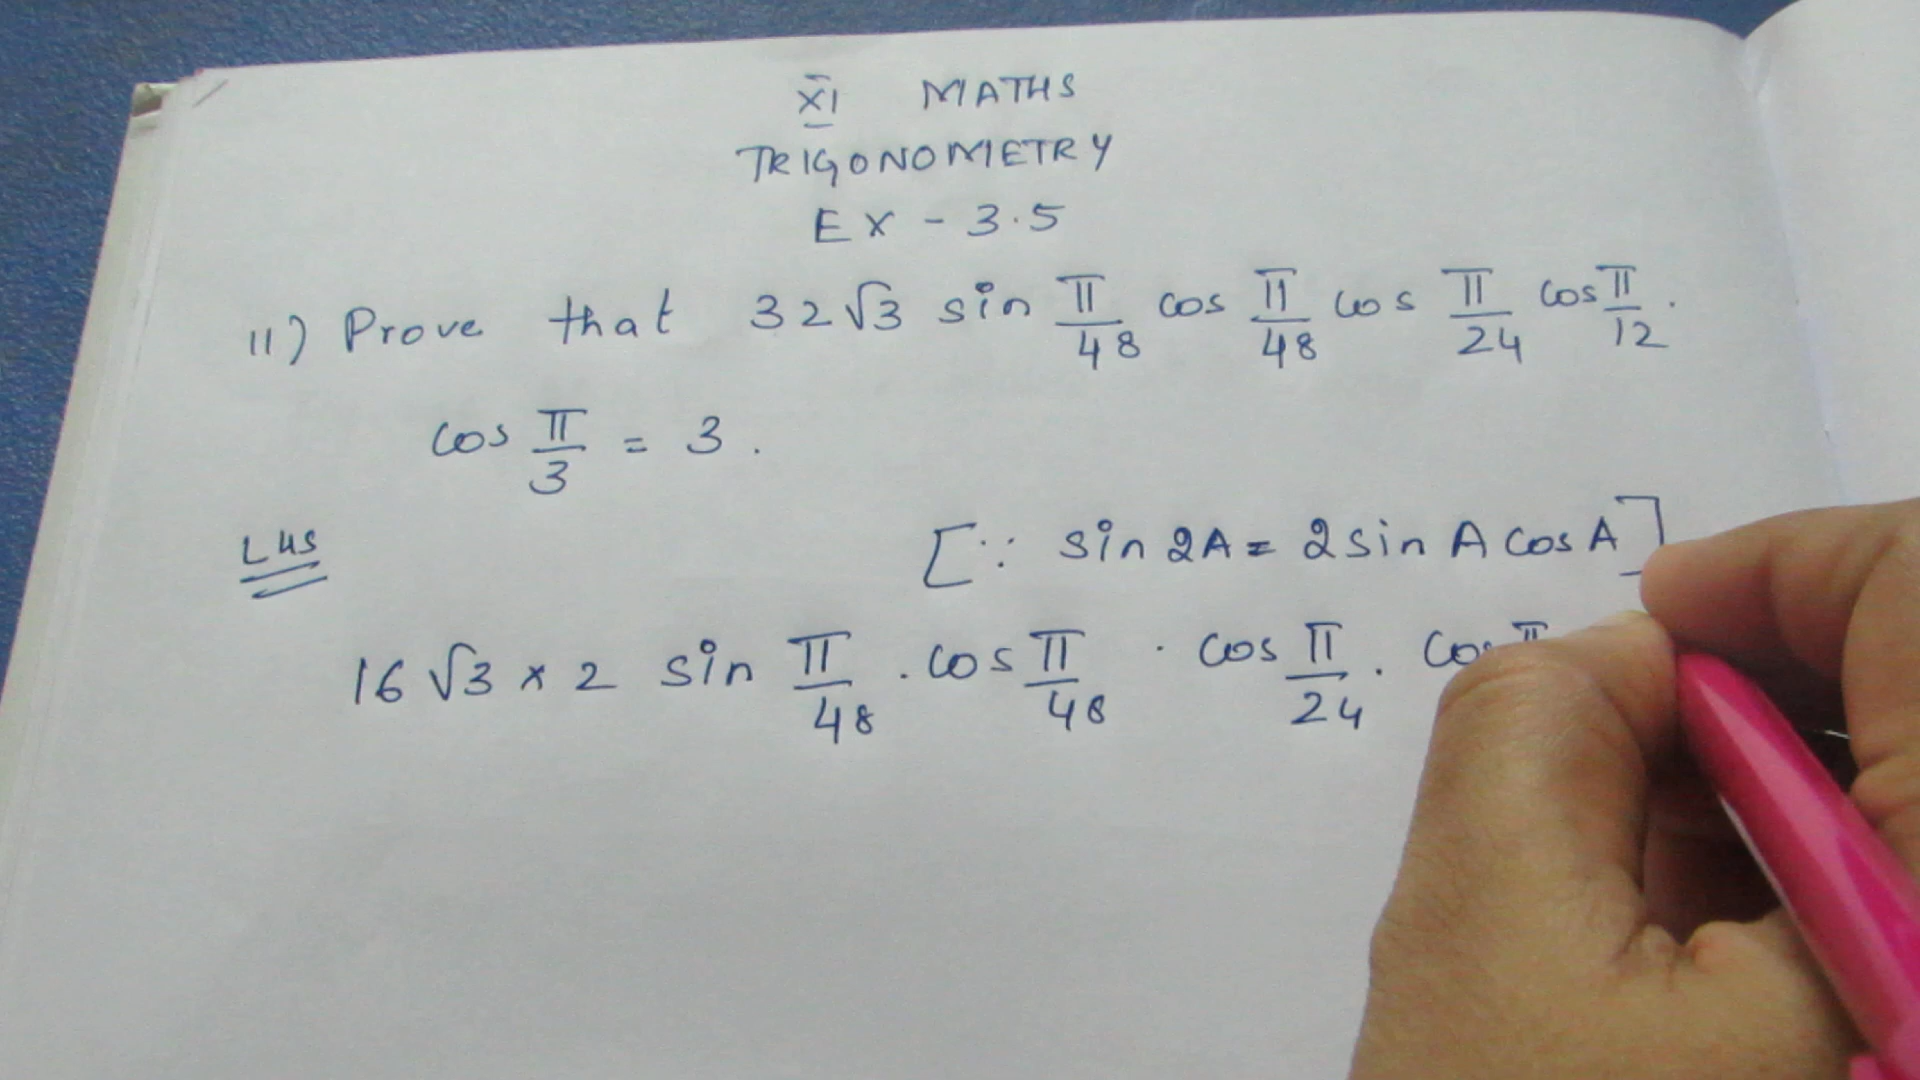 XI MATHS
TRIGONOMETRY
EX - 3.5
11) Prove that 32√3 sin π/48 cos π/48 cos π/24 cos π/12 .
cos π/3 = 3 .
LHS [∵ sin 2A = 2 sin A cos A]
16√3 × 2 sin π/48 . cos π/48 . cos π/24 . cos π